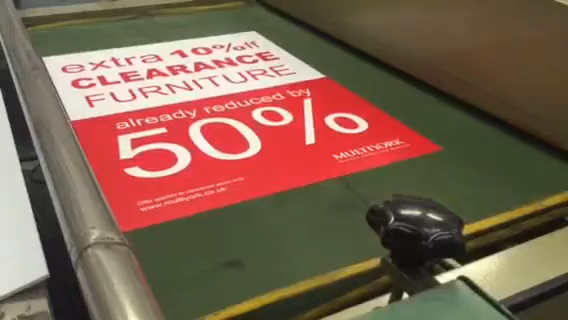 extra 10% off
CLEARANCE
FURNITURE
already reduced by
50%
MULTIYORK
www.multiyork.co.uk